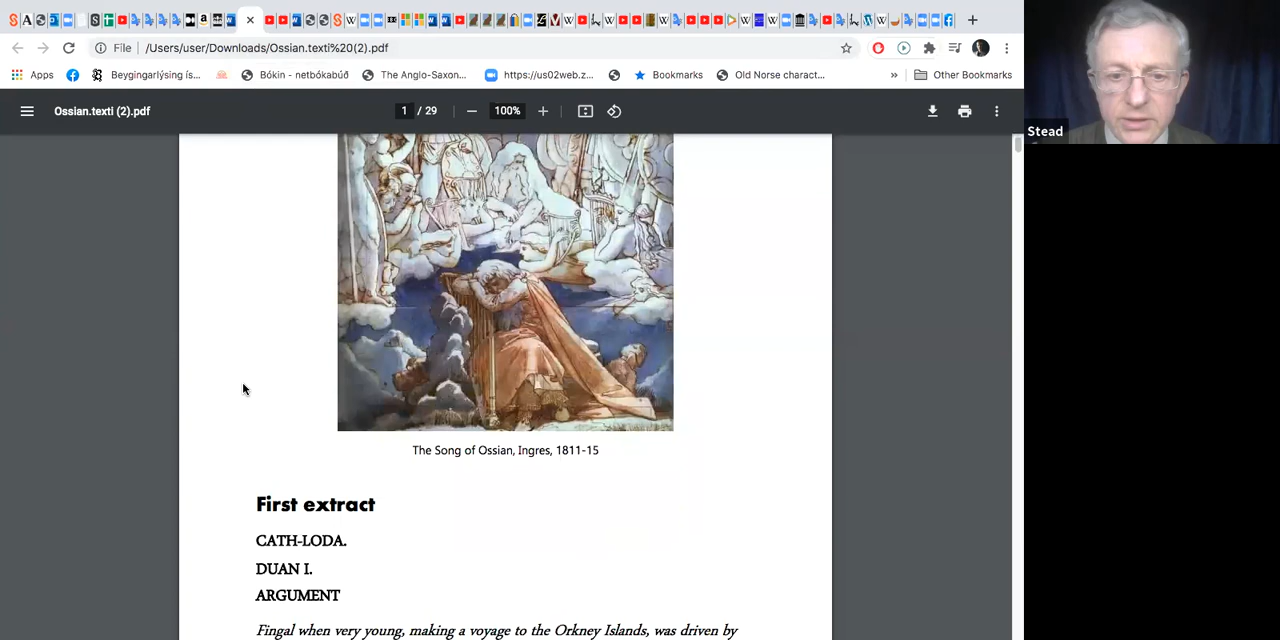 File /Users/user/Downloads/Ossian.texti%20(2).pdf
Apps Beygingarlýsing ís... Bókin - netbókabúð The Anglo-Saxon... https://us02web.z... Bookmarks Old Norse charact... » Other Bookmarks
Ossian.texti (2).pdf 1 / 29 100%
Stead
The Song of Ossian, Ingres, 1811-15
First extract
CATH-LODA.
DUAN I.
ARGUMENT
Fingal when very young, making a voyage to the Orkney Islands, was driven by